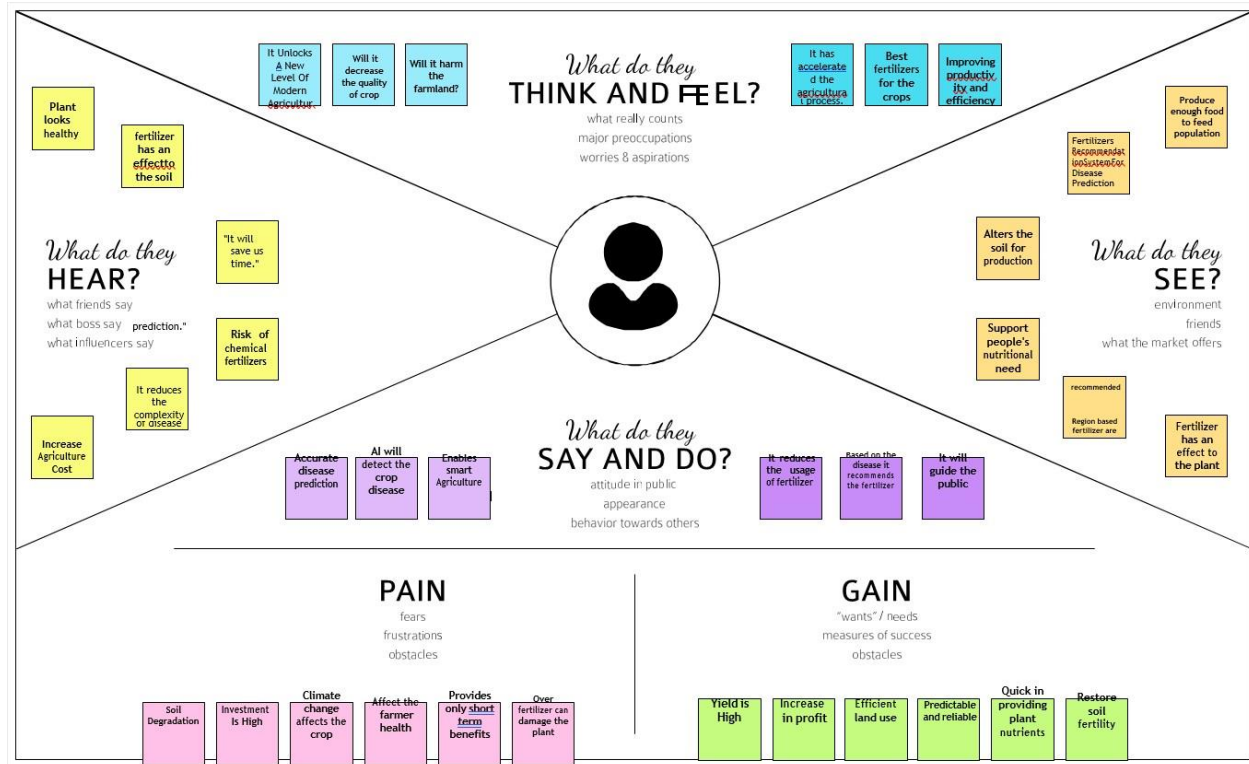 It Unlocks
A New
Level Of
Modern
Agricultur
Will it
decrease
the quality
of crop
Will it harm
the
farmland?
What do they
THINK AND FEEL?
what really counts
major preoccupations
worries & aspirations
It has
accelerate
d the
agricultura
l process.
Best
fertilizers
for the
crops
Improving
productiv
ity and
efficiency
Plant
looks
healthy
fertilizer
has an
effectto
the soil
"It will
save us
time."
What do they
HEAR?
what friends say
what boss say
what influencers say
prediction."
Risk of
chemical
fertilizers
It reduces
the
complexity
of disease
Increase
Agriculture
Cost
Produce
enough food
to feed
population
Fertilizers
Recommendat
ionSystemFor
Disease
Prediction
Alters the
soil for
production
What do they
SEE?
environment
friends
what the market offers
Support
people's
nutritional
need
recommended
Region based
fertilizer are
Fertilizer
has an
effect to
the plant
What do they
SAY AND DO?
attitude in public
appearance
behavior towards others
Accurate
disease
prediction
AI will
detect the
crop
disease
Enables
smart
Agriculture
It reduces
the usage
of fertilizer
Based on the
disease it
recommends
the fertilizer
It will
guide the
public
PAIN
fears
frustrations
obstacles
Soil
Degradation
Investment
Is High
Climate
change
affects the
crop
Affect the
farmer
health
Provides
only short
term
benefits
Over
fertilizer can
damage the
plant
GAIN
"wants" / needs
measures of success
obstacles
Yield is
High
Increase
in profit
Efficient
land use
Predictable
and reliable
Quick in
providing
plant
nutrients
Restore
soil
fertility